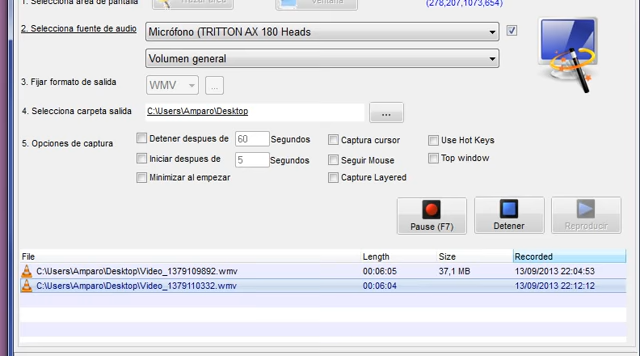 1. Selecciona area de pantalla
Trazar area
Ventana
(278,207,1073,654)
2. Selecciona fuente de audio
Micrófono (TRITTON AX 180 Heads
Volumen general
3. Fijar formato de salida
WMV
...
4. Selecciona carpeta salida
C:\Users\Amparo\Desktop
...
5. Opciones de captura
Detener despues de 60 Segundos
Captura cursor
Use Hot Keys
Iniciar despues de 5 Segundos
Seguir Mouse
Top window
Minimizar al empezar
Capture Layered
Pause (F7)
Detener
Reproducir
File Length Size Recorded
C:\Users\Amparo\Desktop\Video_1379109892.wmv 00:06:05 37,1 MB 13/09/2013 22:04:53
C:\Users\Amparo\Desktop\Video_1379110332.wmv 00:06:04 13/09/2013 22:12:12